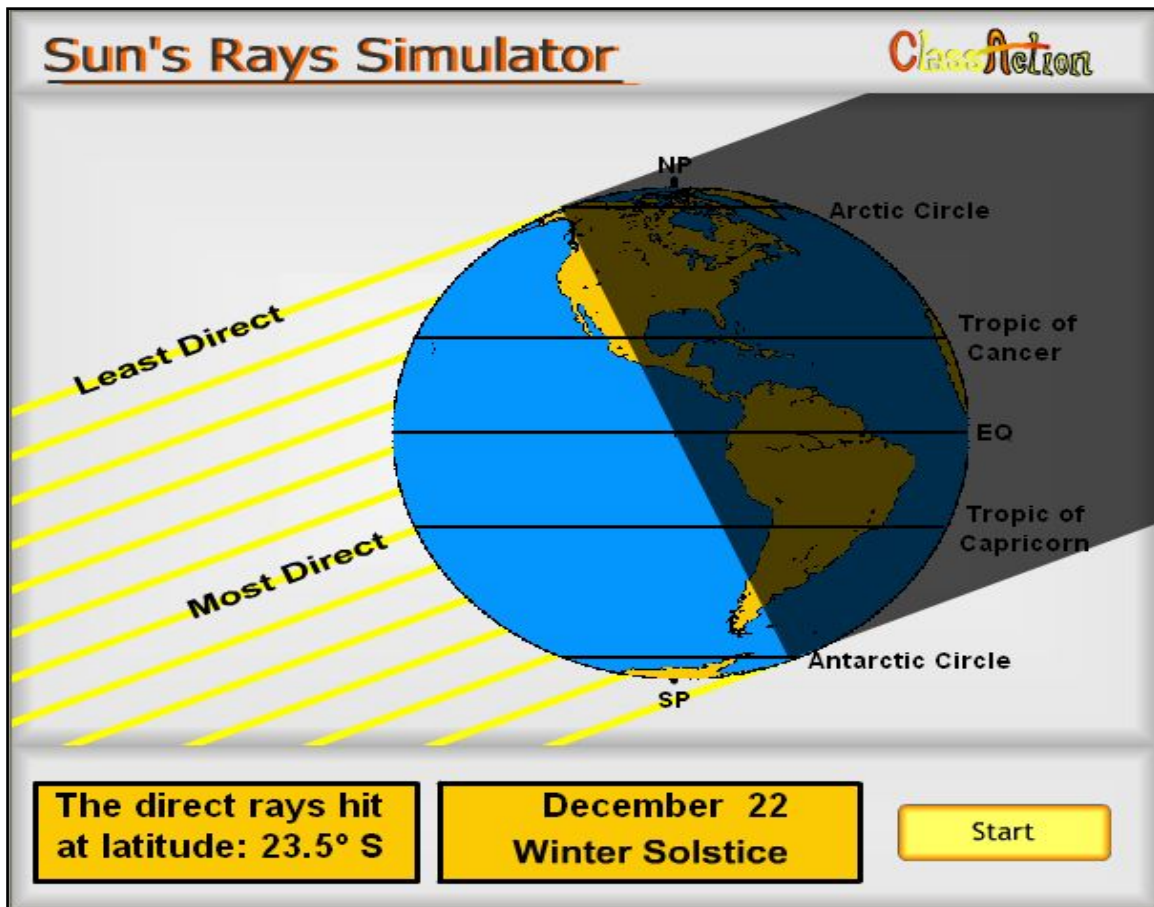 Sun's Rays Simulator
ClassAction
NP
Arctic Circle
Least Direct
Tropic of
Cancer
EQ
Most Direct
Tropic of
Capricorn
Antarctic Circle
SP
The direct rays hit
at latitude: 23.5° S
December 22
Winter Solstice
Start